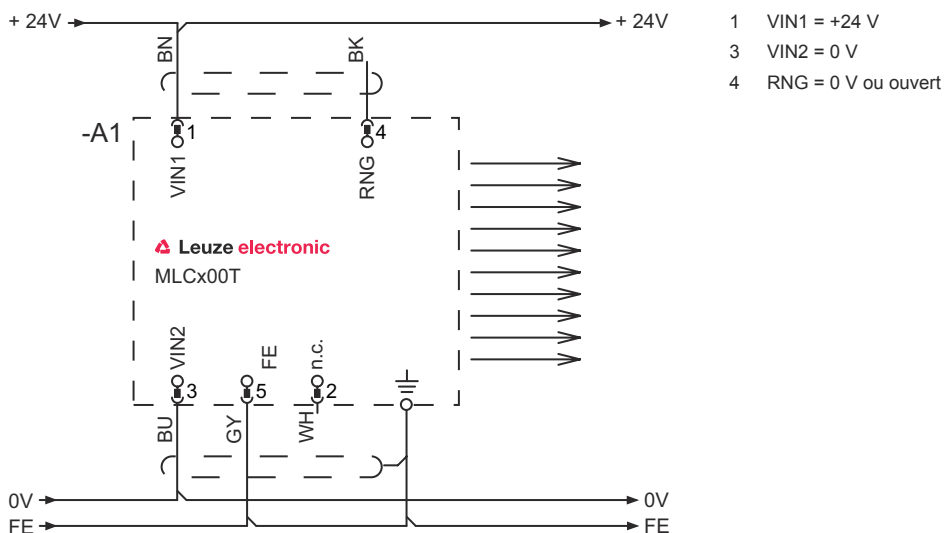 + 24V
+ 24V
1 VIN1 = +24 V
3 VIN2 = 0 V
4 RNG = 0 V ou ouvert
BN
BK
-A1
1
4
VIN1
RNG
Leuze electronic
MLCx00T
VIN2
FE
n.c.
3
5
2
BU
GY
WH
0V
0V
FE
FE